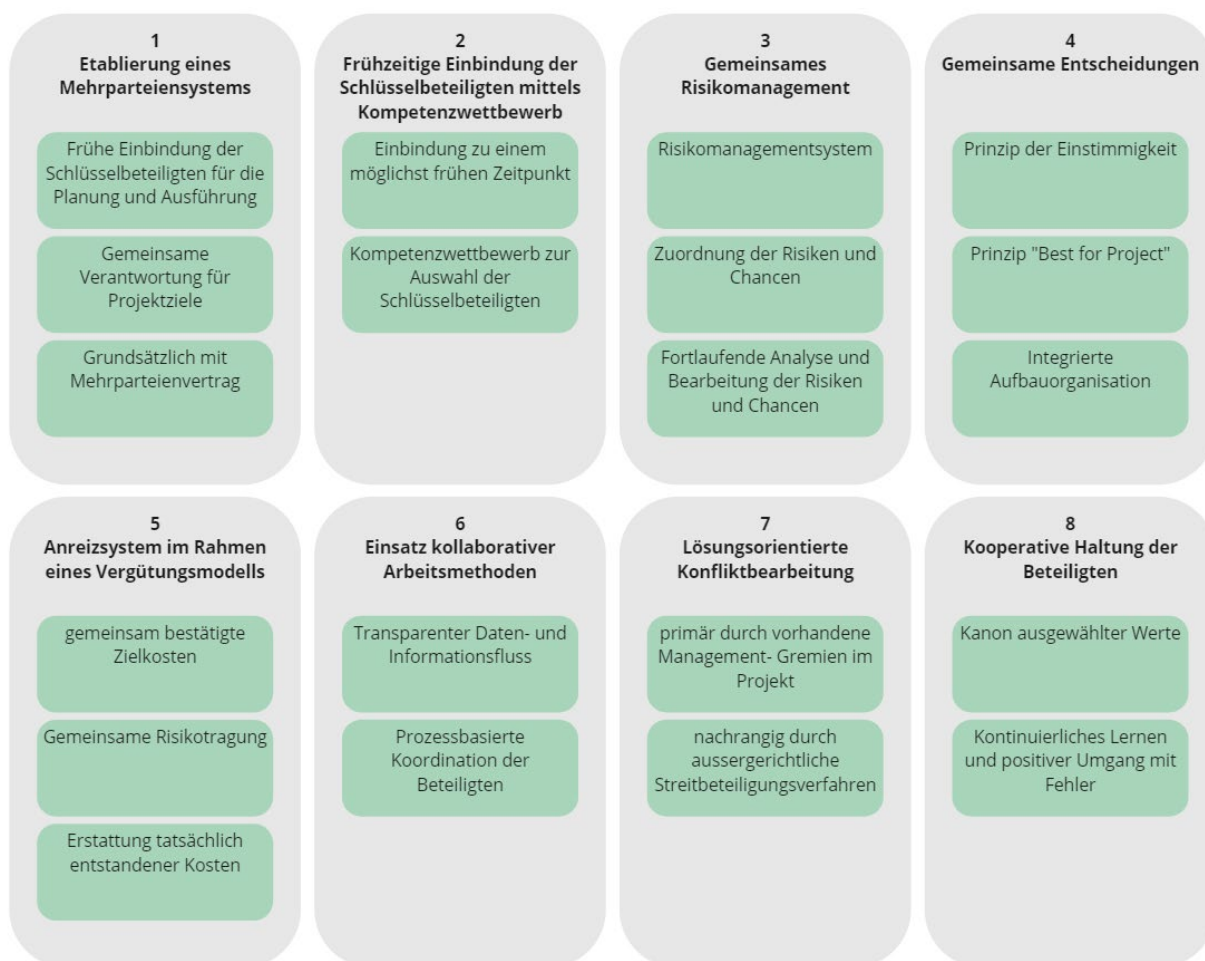 1
Etablierung eines
Mehrparteiensystems
Frühe Einbindung der
Schlüsselbeteiligten für die
Planung und Ausführung
Gemeinsame
Verantwortung für
Projektziele
Grundsätzlich mit
Mehrparteienvertrag
2
Frühzeitige Einbindung der
Schlüsselbeteiligten mittels
Kompetenzwettbewerb
Einbindung zu einem
möglichst frühen Zeitpunkt
Kompetenzwettbewerb zur
Auswahl der
Schlüsselbeteiligten
3
Gemeinsames
Risikomanagement
Risikomanagementsystem
Zuordnung der Risiken und
Chancen
Fortlaufende Analyse und
Bearbeitung der Risiken
und Chancen
4
Gemeinsame Entscheidungen
Prinzip der Einstimmigkeit
Prinzip "Best for Project"
Integrierte
Aufbauorganisation
5
Anreizsystem im Rahmen
eines Vergütungsmodells
gemeinsam bestätigte
Zielkosten
Gemeinsame Risikotragung
Erstattung tatsächlich
entstandener Kosten
6
Einsatz kollaborativer
Arbeitsmethoden
Transparenter Daten- und
Informationsfluss
Prozessbasierte
Koordination der
Beteiligten
7
Lösungsorientierte
Konfliktbearbeitung
primär durch vorhandene
Management- Gremien im
Projekt
nachrangig durch
aussergerichtliche
Streitbeteiligungsverfahren
8
Kooperative Haltung der
Beteiligten
Kanon ausgewählter Werte
Kontinuierliches Lernen
und positiver Umgang mit
Fehler